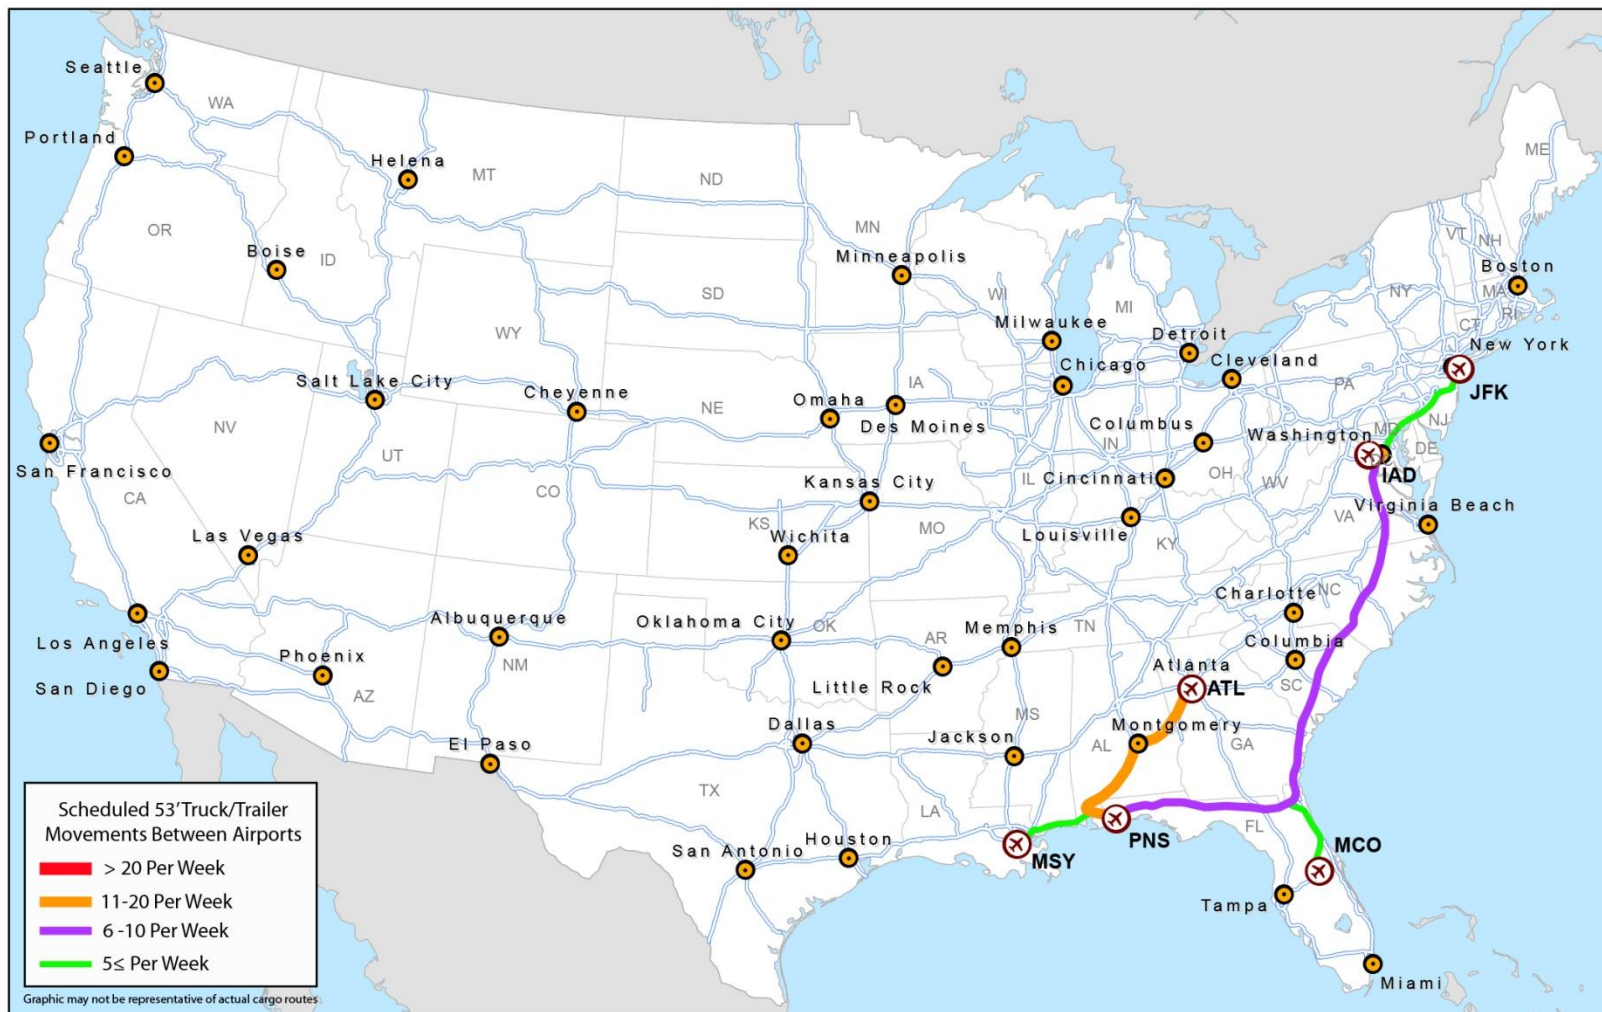 Seattle
WA
Portland
Helena
MT
ND
MN
ME
OR
Boise
ID
Minneapolis
VT
NH
Boston
SD
WI
MI
NY
MA
RI
CT
WY
Milwaukee
Detroit
New York
Salt Lake City
Cheyenne
Chicago
Cleveland
PA
JFK
NE
Omaha
IA
Des Moines
Columbus
Washington
MD
NJ
NV
UT
San Francisco
CA
CO
Kansas City
IL
IN
Cincinnati
OH
WV
DE
IAD
Virginia Beach
VA
Las Vegas
KS
Wichita
MO
Louisville
KY
Charlotte
NC
Los Angeles
Albuquerque
Oklahoma City
OK
AR
Memphis
TN
Columbia
San Diego
Phoenix
AZ
NM
Little Rock
Atlanta
ATL
SC
El Paso
Dallas
Jackson
MS
Montgomery
AL
GA
TX
LA
San Antonio
Houston
MSY
PNS
FL
MCO
Tampa
Miami
Scheduled 53' Truck/Trailer
Movements Between Airports
> 20 Per Week
11-20 Per Week
6 -10 Per Week
5≤ Per Week
Graphic may not be representative of actual cargo routes